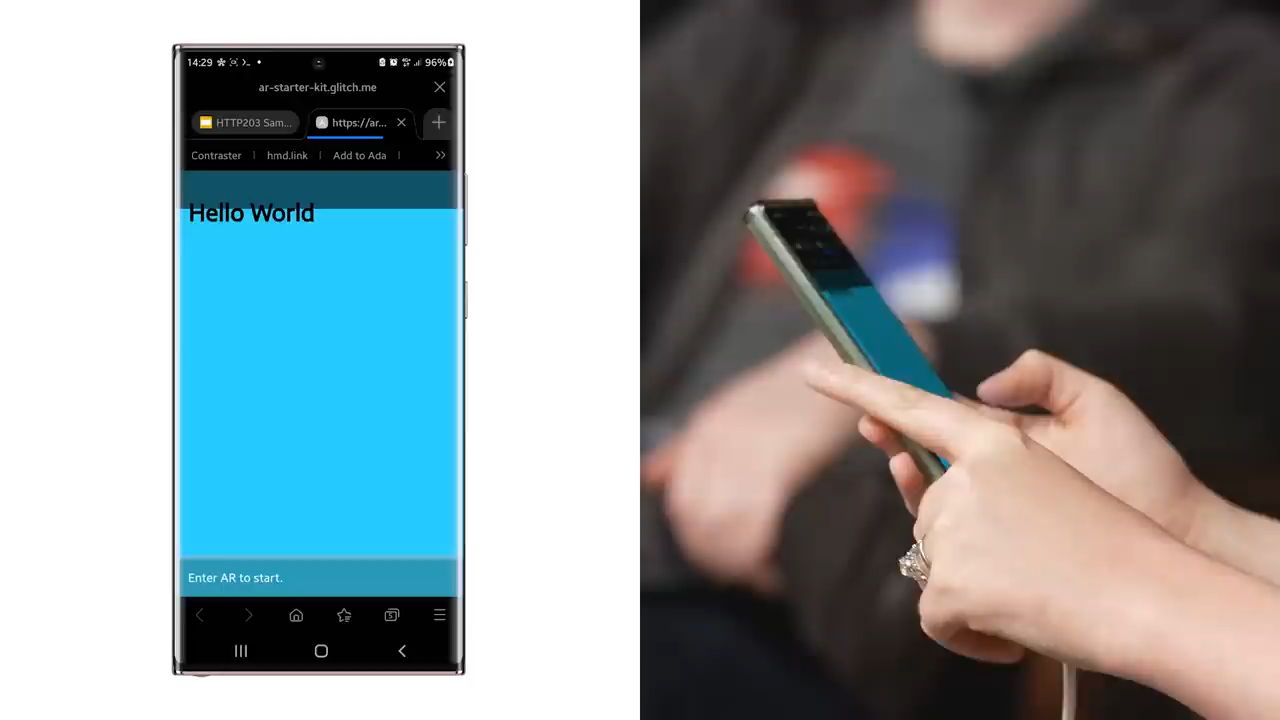 14:29 96%
ar-starter-kit.glitch.me
HTTP203 Sam... https://ar...
Contraster hmd.link Add to Ada
Hello World
Enter AR to start.
5